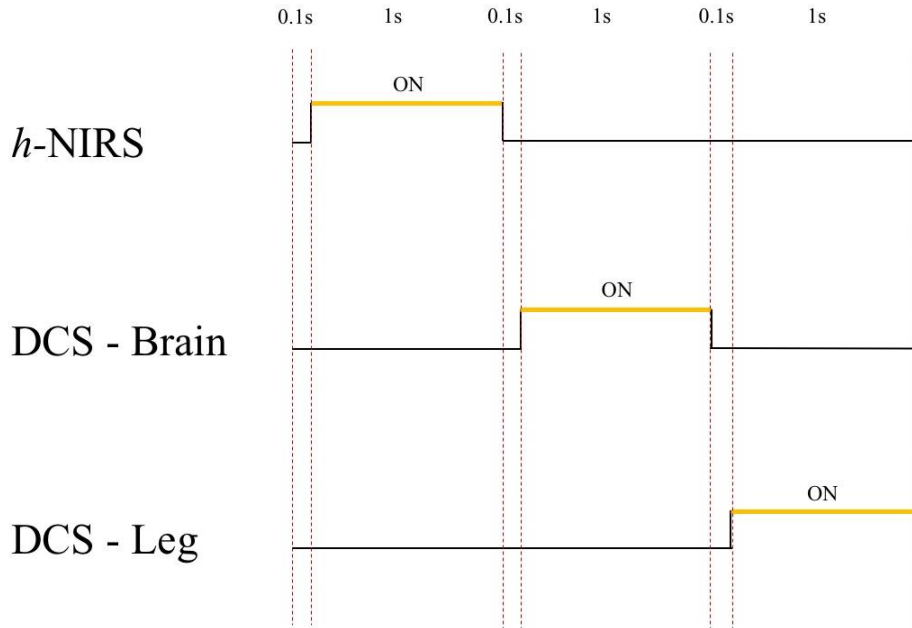 0.1s 1s 0.1s 1s 0.1s 1s
ON
h-NIRS
ON
DCS - Brain
ON
DCS - Leg